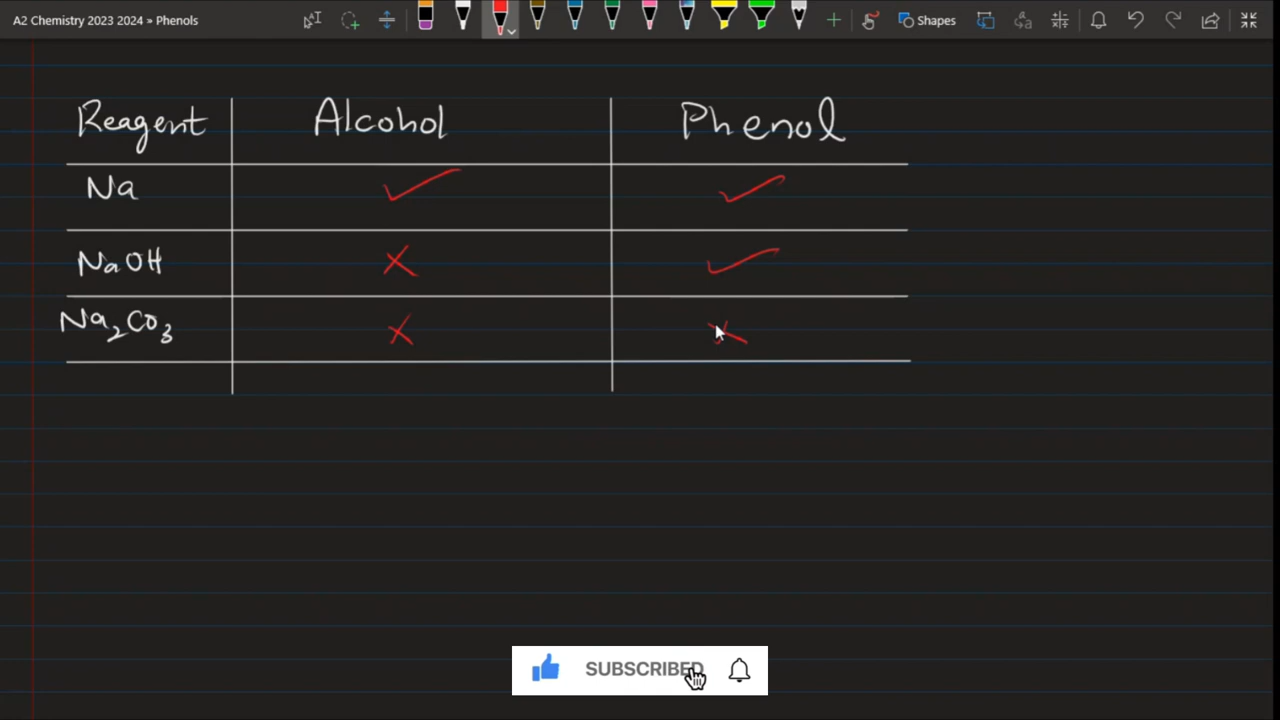 A2 Chemistry 2023 2024 » Phenols
Shapes
Reagent Alcohol Phenol
Na ✓ ✓
NaOH ✗ ✓
Na₂CO₃ ✗ ✗
SUBSCRIBED